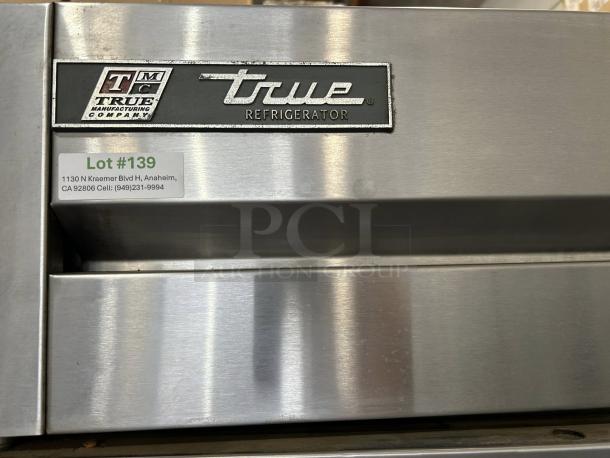 T M C
TRUE
MANUFACTURING
COMPANY
true®
REFRIGERATOR
Lot #139
1130 N Kraemer Blvd H, Anaheim,
CA 92806 Cell: (949)231-9994
PCI
AUCTION GROUP